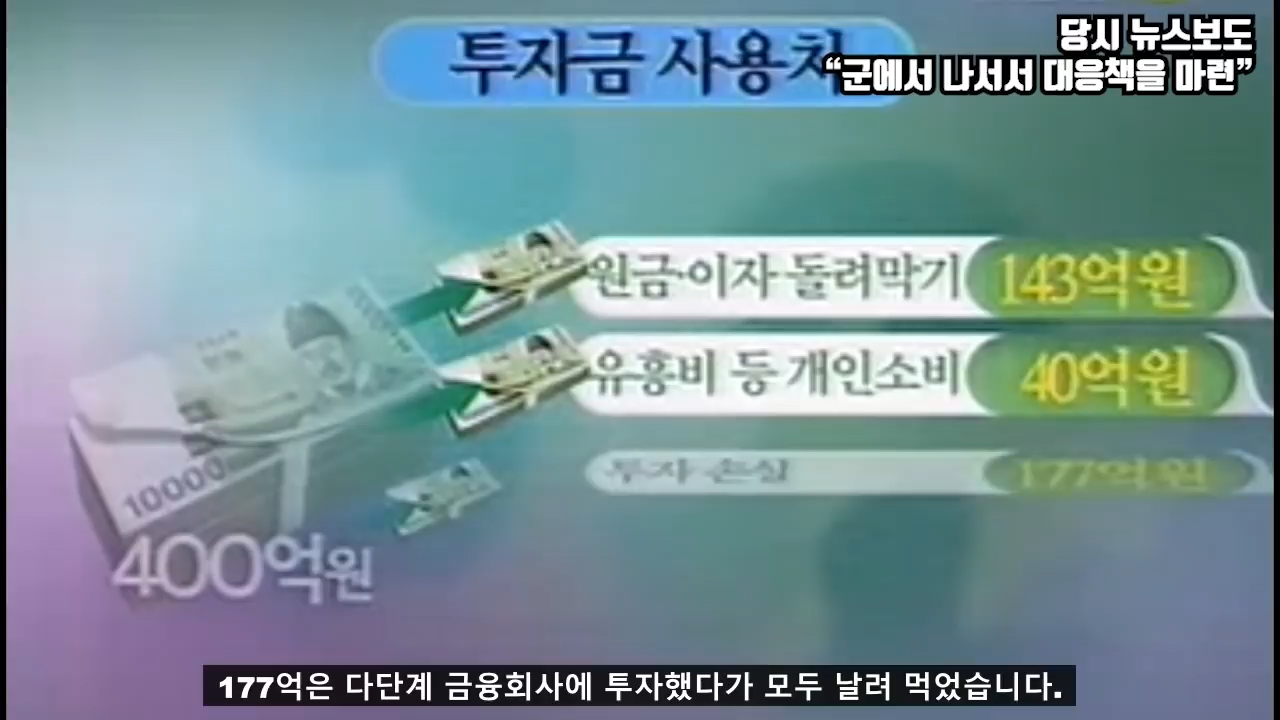 당시 뉴스보도
“군에서 나서서 대응책을 마련”
투자금 사용처
원금·이자 돌려막기 143억원
유흥비 등 개인소비 40억원
투자 손실 177억원
10000
400억원
177억은 다단계 금융회사에 투자했다가 모두 날려 먹었습니다.